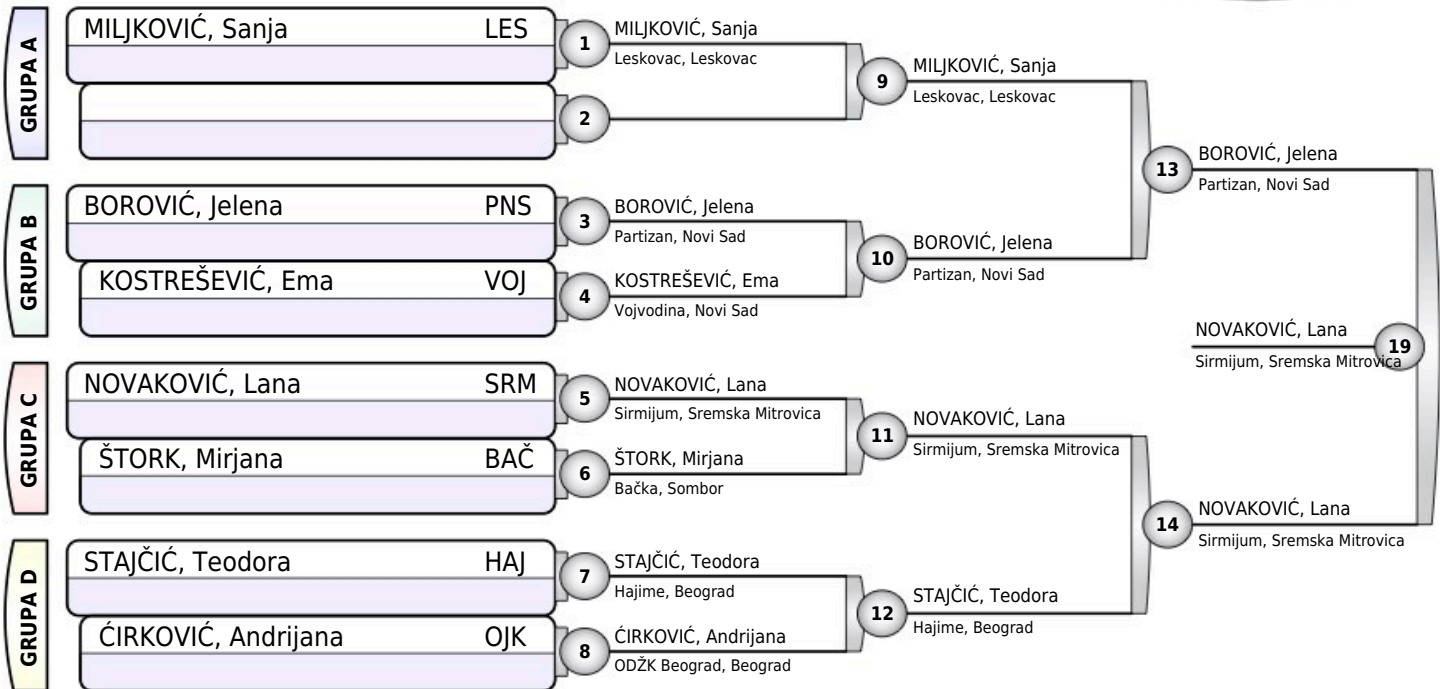 GRUPA A
MILJKOVIĆ, Sanja LES
1
MILJKOVIĆ, Sanja
Leskovac, Leskovac
2
9
MILJKOVIĆ, Sanja
Leskovac, Leskovac
GRUPA B
BOROVIĆ, Jelena PNS
3
BOROVIĆ, Jelena
Partizan, Novi Sad
KOSTREŠEVIĆ, Ema VOJ
4
KOSTREŠEVIĆ, Ema
Vojvodina, Novi Sad
10
BOROVIĆ, Jelena
Partizan, Novi Sad
13
BOROVIĆ, Jelena
Partizan, Novi Sad
GRUPA C
NOVAKOVIĆ, Lana SRM
5
NOVAKOVIĆ, Lana
Sirmijum, Sremska Mitrovica
ŠTORK, Mirjana BAČ
6
ŠTORK, Mirjana
Bačka, Sombor
11
NOVAKOVIĆ, Lana
Sirmijum, Sremska Mitrovica
GRUPA D
STAJČIĆ, Teodora HAJ
7
STAJČIĆ, Teodora
Hajime, Beograd
ĆIRKOVIĆ, Andrijana OJK
8
ĆIRKOVIĆ, Andrijana
ODŽK Beograd, Beograd
12
STAJČIĆ, Teodora
Hajime, Beograd
14
NOVAKOVIĆ, Lana
Sirmijum, Sremska Mitrovica
NOVAKOVIĆ, Lana
Sirmijum, Sremska Mitrovica
19